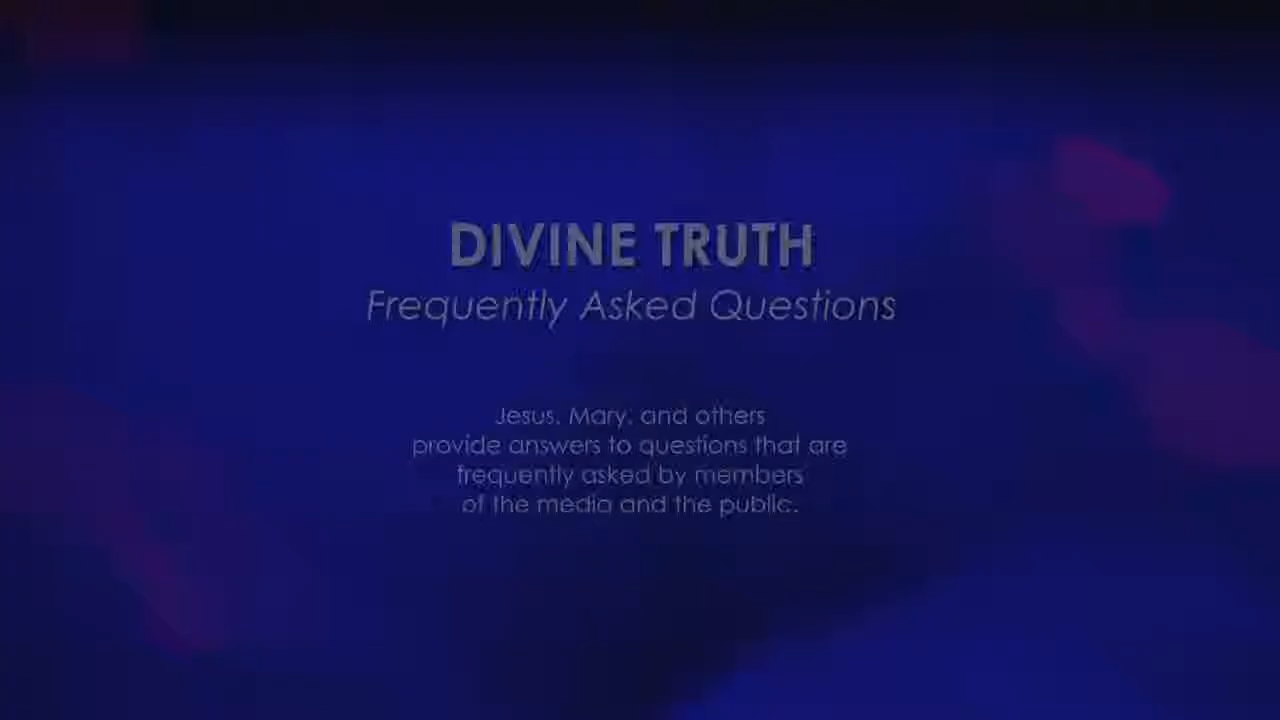 DIVINE TRUTH
Frequently Asked Questions
Jesus, Mary, and others
provide answers to questions that are
frequently asked by members
of the media and the public.